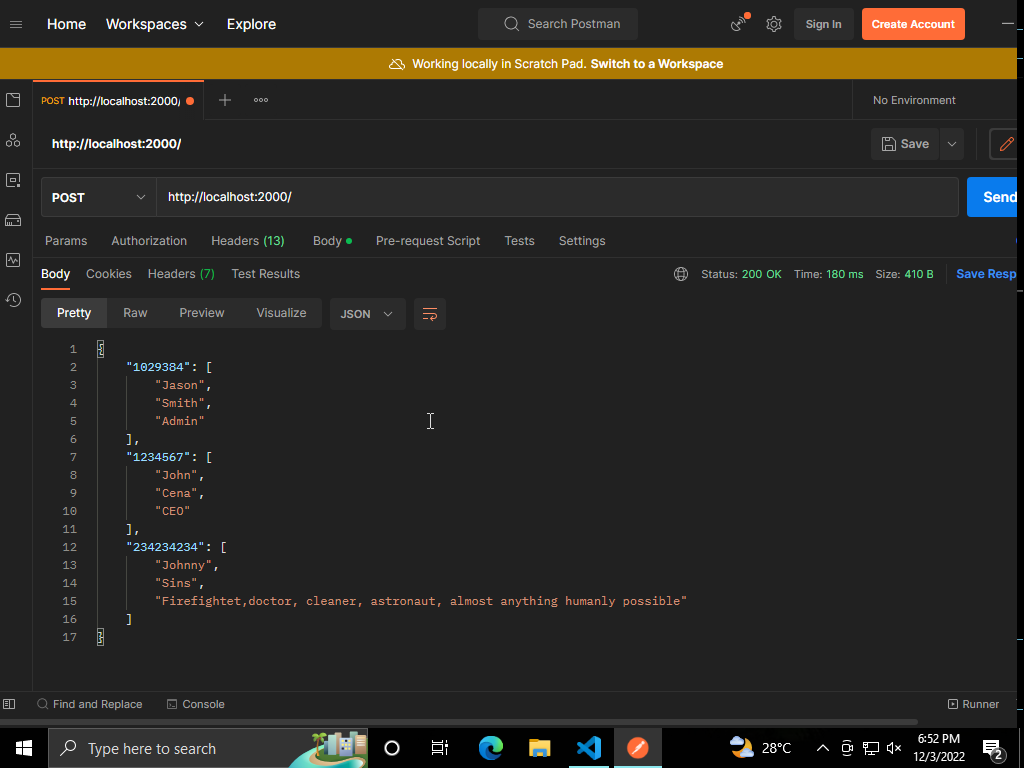 Home Workspaces Explore Search Postman Sign In Create Account
Working locally in Scratch Pad. Switch to a Workspace
POST http://localhost:2000/ No Environment
http://localhost:2000/ Save
POST http://localhost:2000/ Send
Params Authorization Headers (13) Body Pre-request Script Tests Settings
Body Cookies Headers (7) Test Results Status: 200 OK Time: 180 ms Size: 410 B Save Resp
Pretty Raw Preview Visualize JSON
1 {
2 "1029384": [
3 "Jason",
4 "Smith",
5 "Admin"
6 ],
7 "1234567": [
8 "John",
9 "Cena",
10 "CEO"
11 ],
12 "234234234": [
13 "Johnny",
14 "Sins",
15 "Firefightet,doctor, cleaner, astronaut, almost anything humanly possible"
16 ]
17 }
Find and Replace Console Runner
Type here to search 28°C 6:52 PM
12/3/2022 2